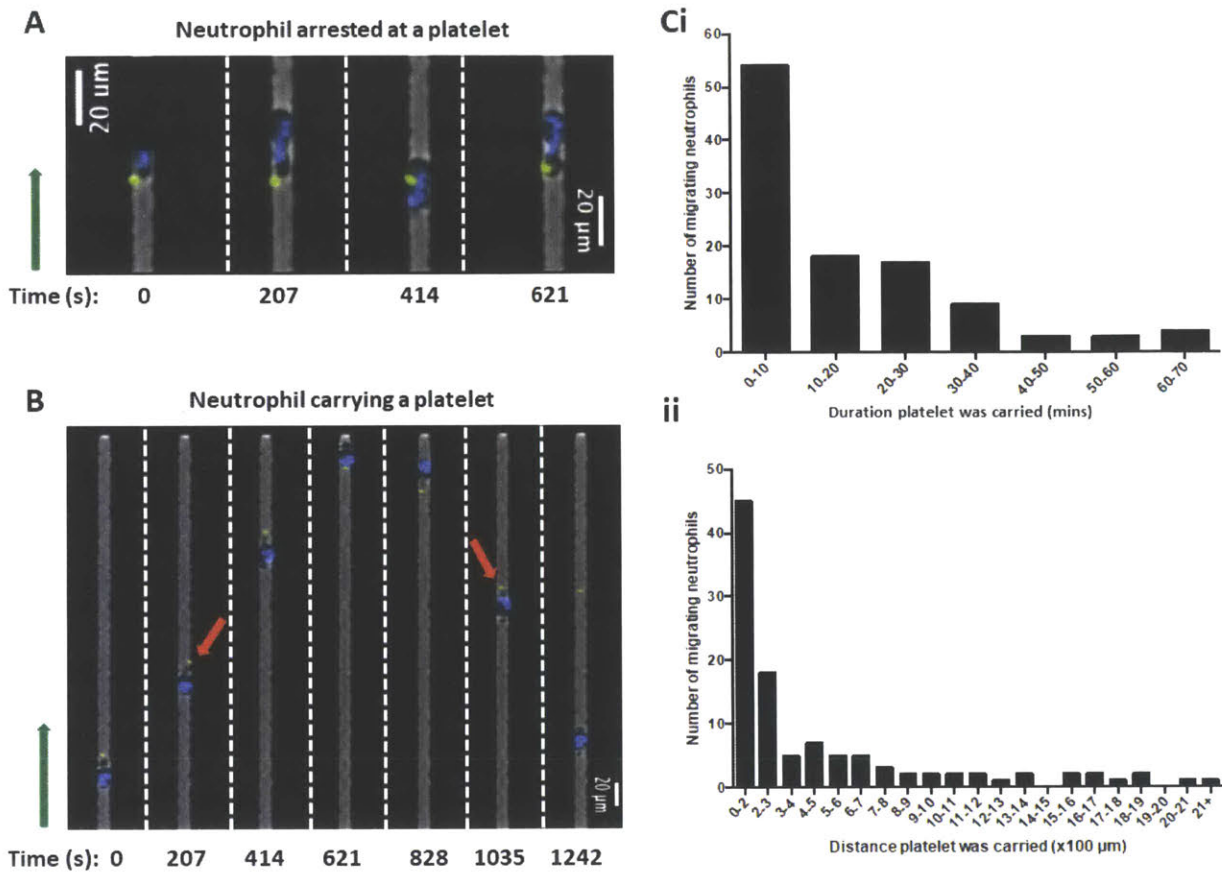 A
Neutrophil arrested at a platelet
20 um
20 µm
Time (s): 0 207 414 621
B
Neutrophil carrying a platelet
20 µm
Time (s): 0 207 414 621 828 1035 1242
Ci
Number of migrating neutrophils
60
50
40
30
20
10
0
0-10 10-20 20-30 30-40 40-50 50-60 60-70
Duration platelet was carried (mins)
ii
Number of migrating neutrophils
50
40
30
20
10
0
0-2 2-3 3-4 4-5 5-6 6-7 7-8 8-9 9-10 10-11 11-12 12-13 13-14 14-15 15-16 16-17 17-18 18-19 19-20 20-21 21+
Distance platelet was carried (x100 µm)